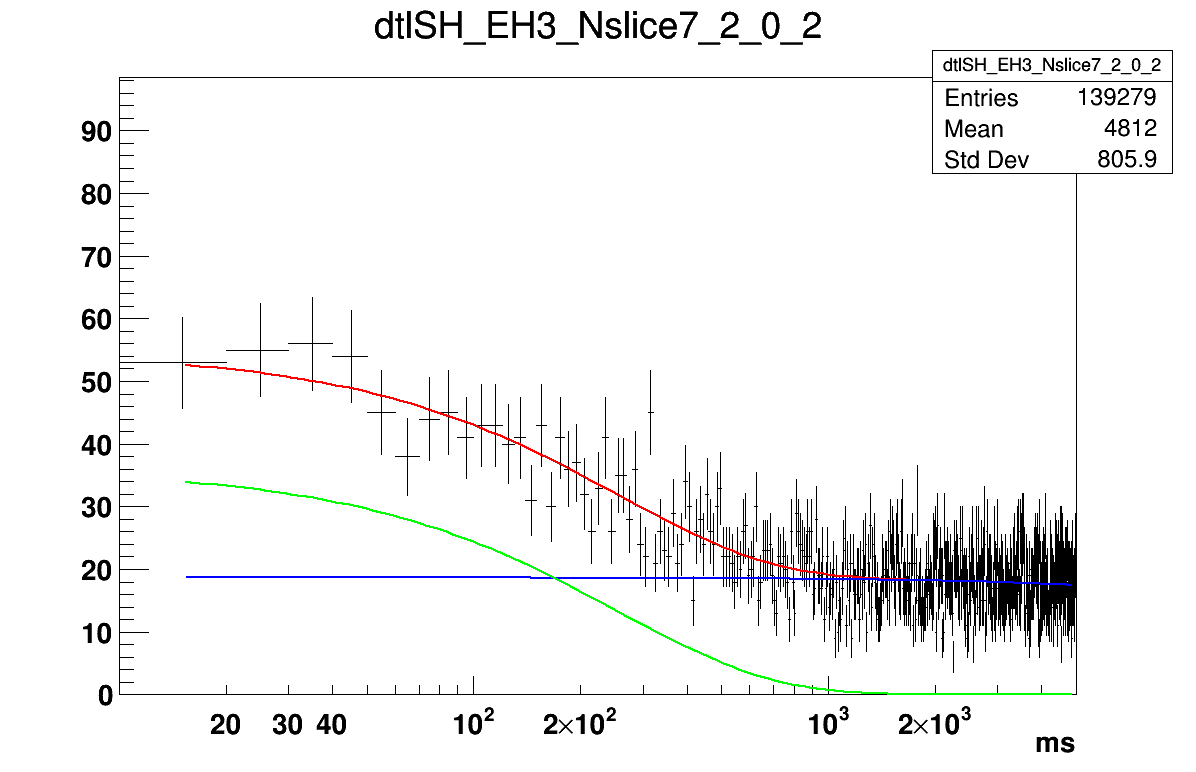 dtlSH_EH3_Nslice7_2_0_2
dtlSH_EH3_Nslice7_2_0_2
Entries 139279
Mean 4812
Std Dev 805.9
90
80
70
60
50
40
30
20
10
0
20 30 40 10² 2×10² 10³ 2×10³
ms